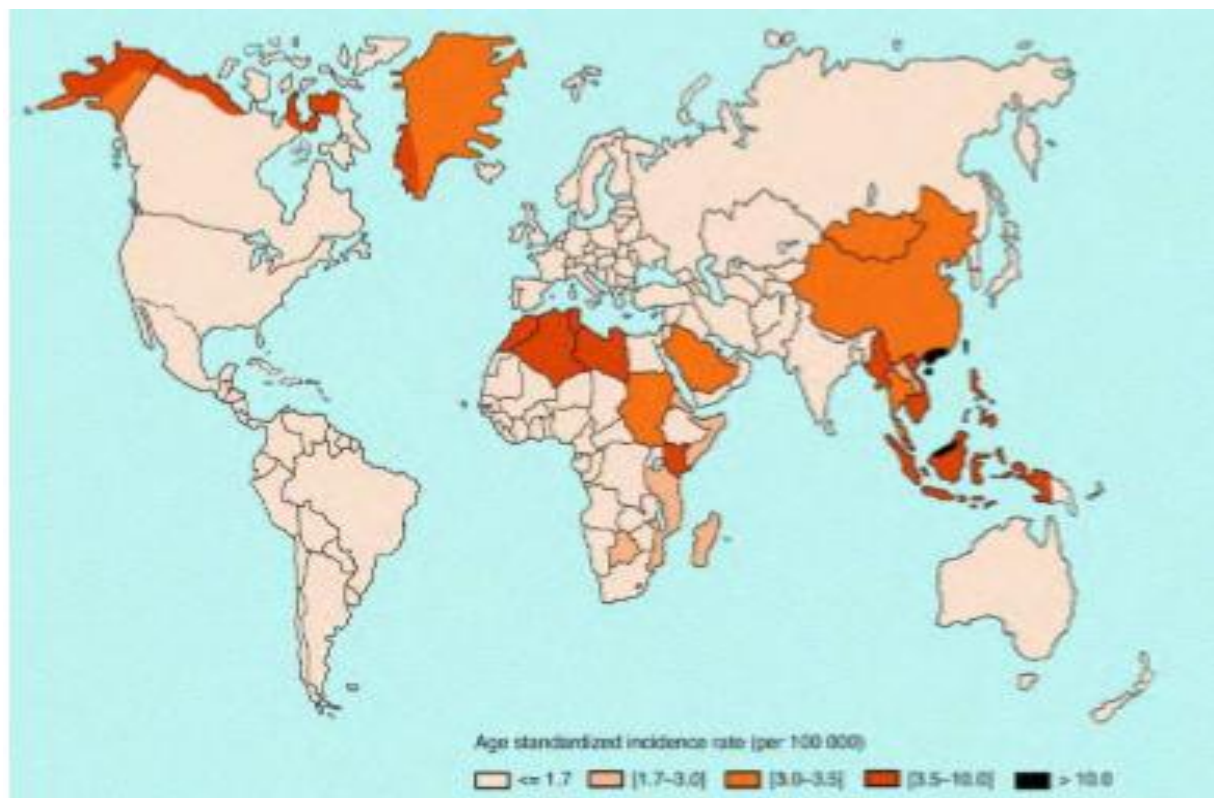 Age standardized incidence rate (per 100 000)
<= 1.7 [1.7–3.0] [3.0–3.5] [3.5–10.0] > 10.0